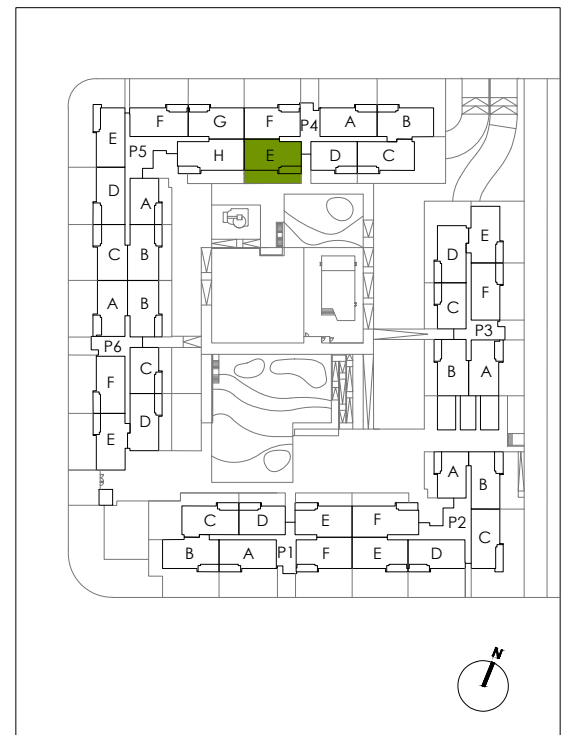 F G F P4 A B
E P5 H E D C
D A
C B
A B
P6
F C
E D
E
D
F
C
P3
B A
A B
P2
C
C D E F
B A P1 F E D
N